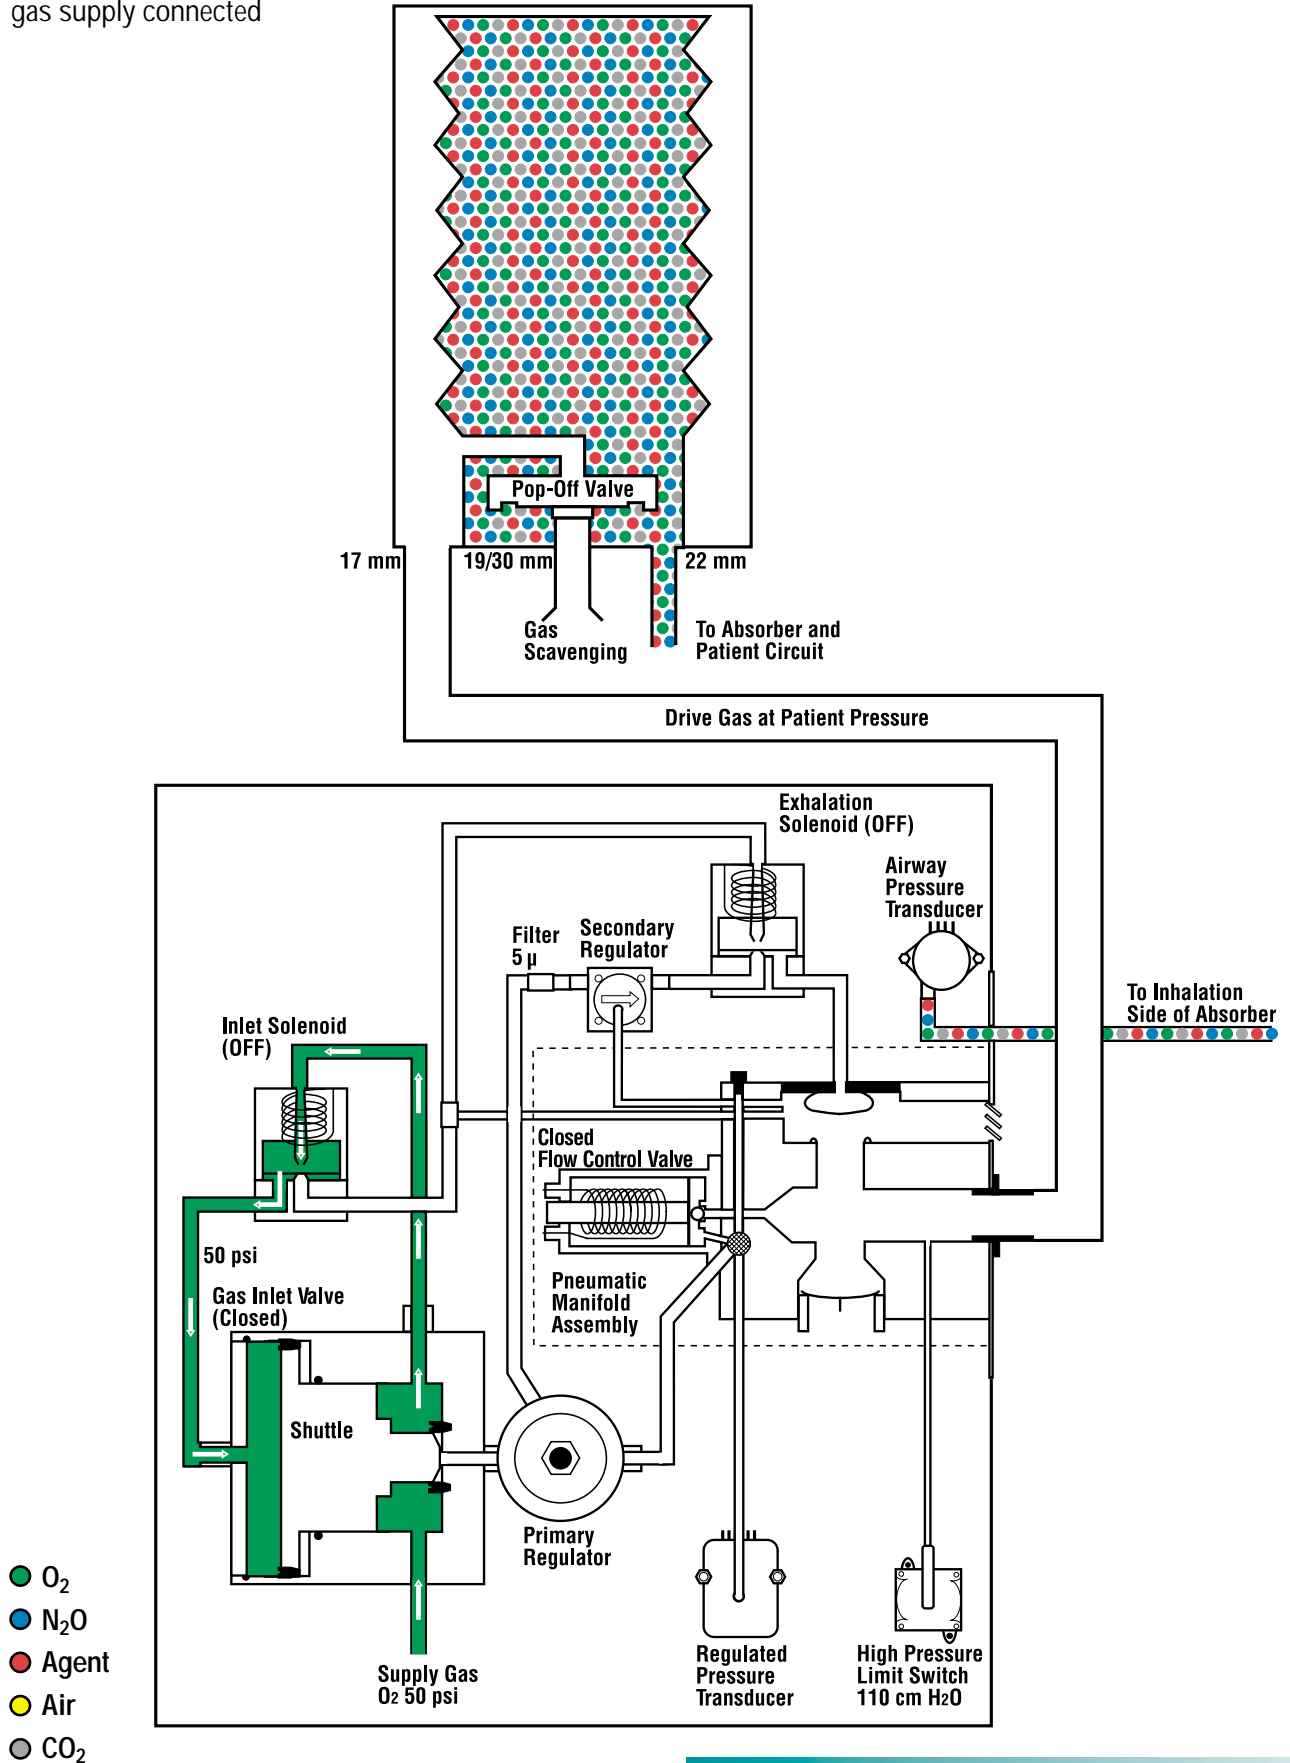 gas supply connected
Pop-Off Valve
17 mm
19/30 mm
22 mm
Gas
Scavenging
To Absorber and
Patient Circuit
Drive Gas at Patient Pressure
Exhalation
Solenoid (OFF)
Airway
Pressure
Transducer
Filter
5 µ
Secondary
Regulator
To Inhalation
Side of Absorber
Inlet Solenoid
(OFF)
Closed
Flow Control Valve
50 psi
Gas Inlet Valve
(Closed)
Pneumatic
Manifold
Assembly
Shuttle
Primary
Regulator
O₂
N₂O
Agent
Air
CO₂
Supply Gas
O₂ 50 psi
Regulated
Pressure
Transducer
High Pressure
Limit Switch
110 cm H₂O